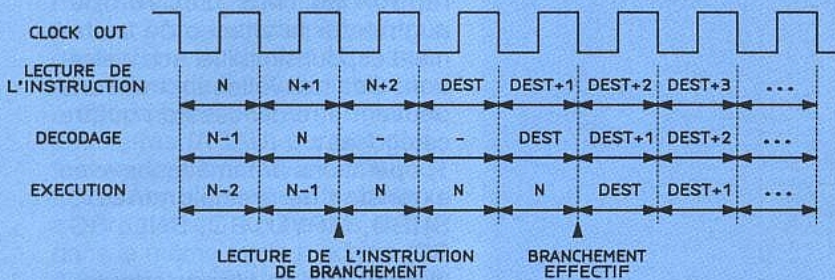 CLOCK OUT
LECTURE DE
L'INSTRUCTION
N N+1 N+2 DEST DEST+1 DEST+2 DEST+3 ...
DECODAGE N-1 N - - DEST DEST+1 DEST+2 ...
EXECUTION N-2 N-1 N N N DEST DEST+1 ...
LECTURE DE L'INSTRUCTION
DE BRANCHEMENT
BRANCHEMENT
EFFECTIF